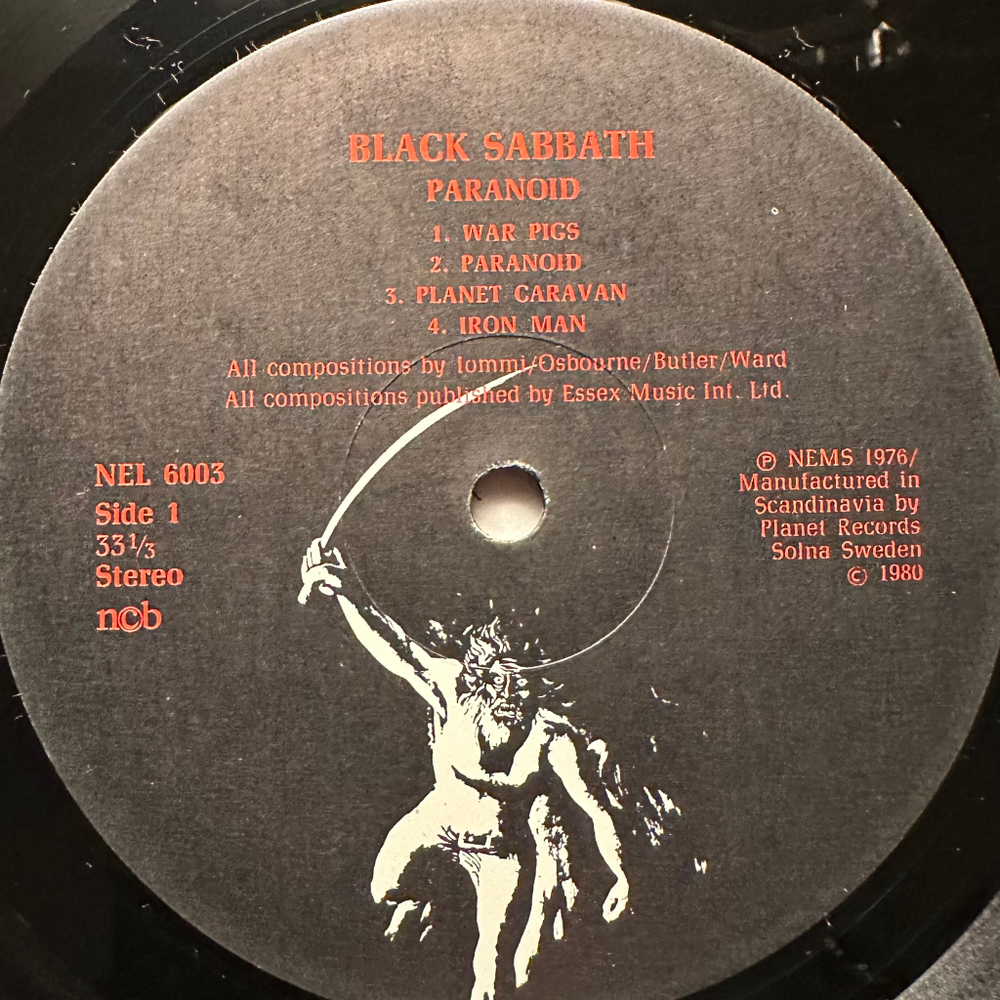 BLACK SABBATH
PARANOID
1. WAR PIGS
2. PARANOID
3. PLANET CARAVAN
4. IRON MAN
All compositions by Iommi/Osbourne/Butler/Ward
All compositions published by Essex Music Int. Ltd.
NEL 6003
Side 1
33⅓
Stereo
n©b
℗ NEMS 1976/
Manufactured in
Scandinavia by
Planet Records
Solna Sweden
© 1980